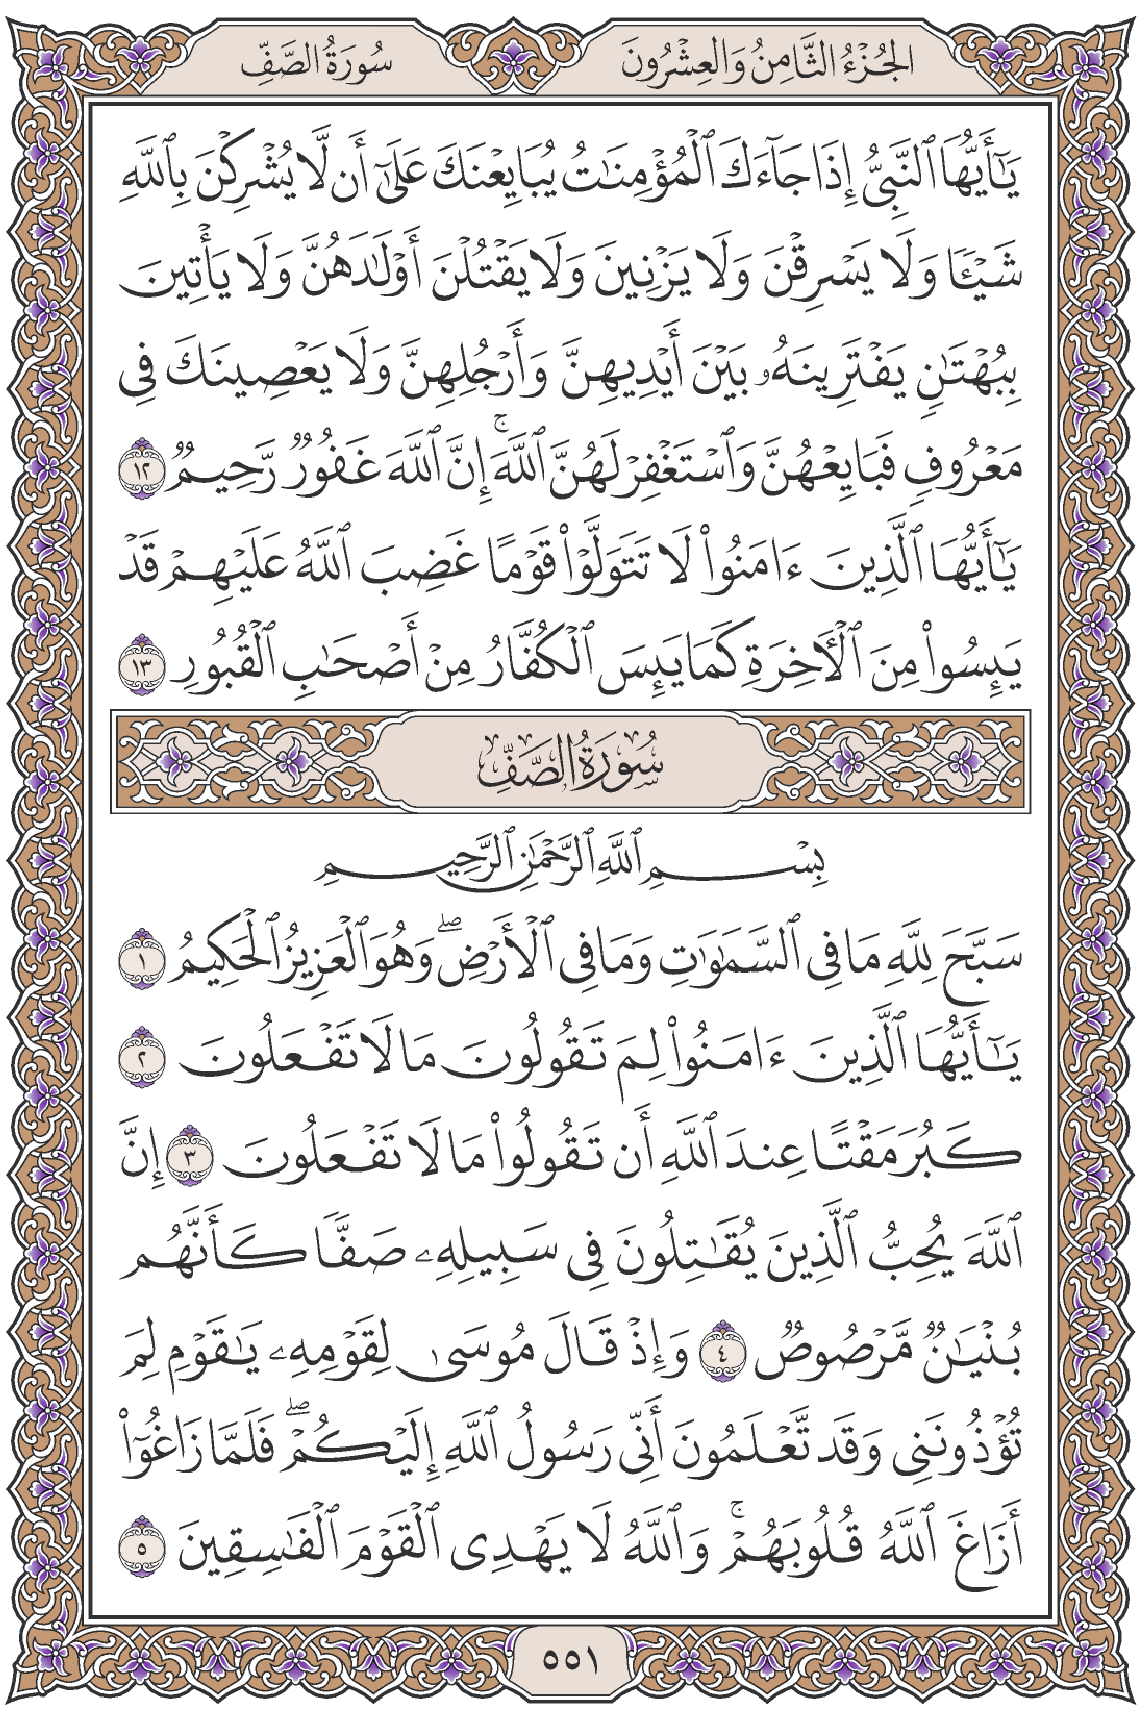 الجُزْءُ الثَّامِنُ وَالعِشْرُونَ
سُورَةُ الصَّفِّ
يَٰٓأَيُّهَا ٱلنَّبِيُّ إِذَا جَآءَكَ ٱلْمُؤْمِنَٰتُ يُبَايِعْنَكَ عَلَىٰٓ أَن لَّا يُشْرِكْنَ بِٱللَّهِ
شَيْـًٔا وَلَا يَسْرِقْنَ وَلَا يَزْنِينَ وَلَا يَقْتُلْنَ أَوْلَٰدَهُنَّ وَلَا يَأْتِينَ
بِبُهْتَٰنٍ يَفْتَرِينَهُۥ بَيْنَ أَيْدِيهِنَّ وَأَرْجُلِهِنَّ وَلَا يَعْصِينَكَ فِى
مَعْرُوفٍ فَبَايِعْهُنَّ وَٱسْتَغْفِرْ لَهُنَّ ٱللَّهَ ۚ إِنَّ ٱللَّهَ غَفُورٌ رَّحِيمٌ ١٢
يَٰٓأَيُّهَا ٱلَّذِينَ ءَامَنُوا۟ لَا تَتَوَلَّوْا۟ قَوْمًا غَضِبَ ٱللَّهُ عَلَيْهِمْ قَدْ
يَئِسُوا۟ مِنَ ٱلْءَاخِرَةِ كَمَا يَئِسَ ٱلْكُفَّارُ مِنْ أَصْحَٰبِ ٱلْقُبُورِ ١٣
سُورَةُ الصَّفِّ
بِسْمِ ٱللَّهِ ٱلرَّحْمَٰنِ ٱلرَّحِيمِ
سَبَّحَ لِلَّهِ مَا فِى ٱلسَّمَٰوَٰتِ وَمَا فِى ٱلْأَرْضِ ۖ وَهُوَ ٱلْعَزِيزُ ٱلْحَكِيمُ ١
يَٰٓأَيُّهَا ٱلَّذِينَ ءَامَنُوا۟ لِمَ تَقُولُونَ مَا لَا تَفْعَلُونَ ٢
كَبُرَ مَقْتًا عِندَ ٱللَّهِ أَن تَقُولُوا۟ مَا لَا تَفْعَلُونَ ٣ إِنَّ
ٱللَّهَ يُحِبُّ ٱلَّذِينَ يُقَٰتِلُونَ فِى سَبِيلِهِۦ صَفًّا كَأَنَّهُم
بُنْيَٰنٌ مَّرْصُوصٌ ٤ وَإِذْ قَالَ مُوسَىٰ لِقَوْمِهِۦ يَٰقَوْمِ لِمَ
تُؤْذُونَنِى وَقَد تَّعْلَمُونَ أَنِّى رَسُولُ ٱللَّهِ إِلَيْكُمْ ۖ فَلَمَّا زَاغُوٓا۟
أَزَاغَ ٱللَّهُ قُلُوبَهُمْ ۚ وَٱللَّهُ لَا يَهْدِى ٱلْقَوْمَ ٱلْفَٰسِقِينَ ٥
٥٥١